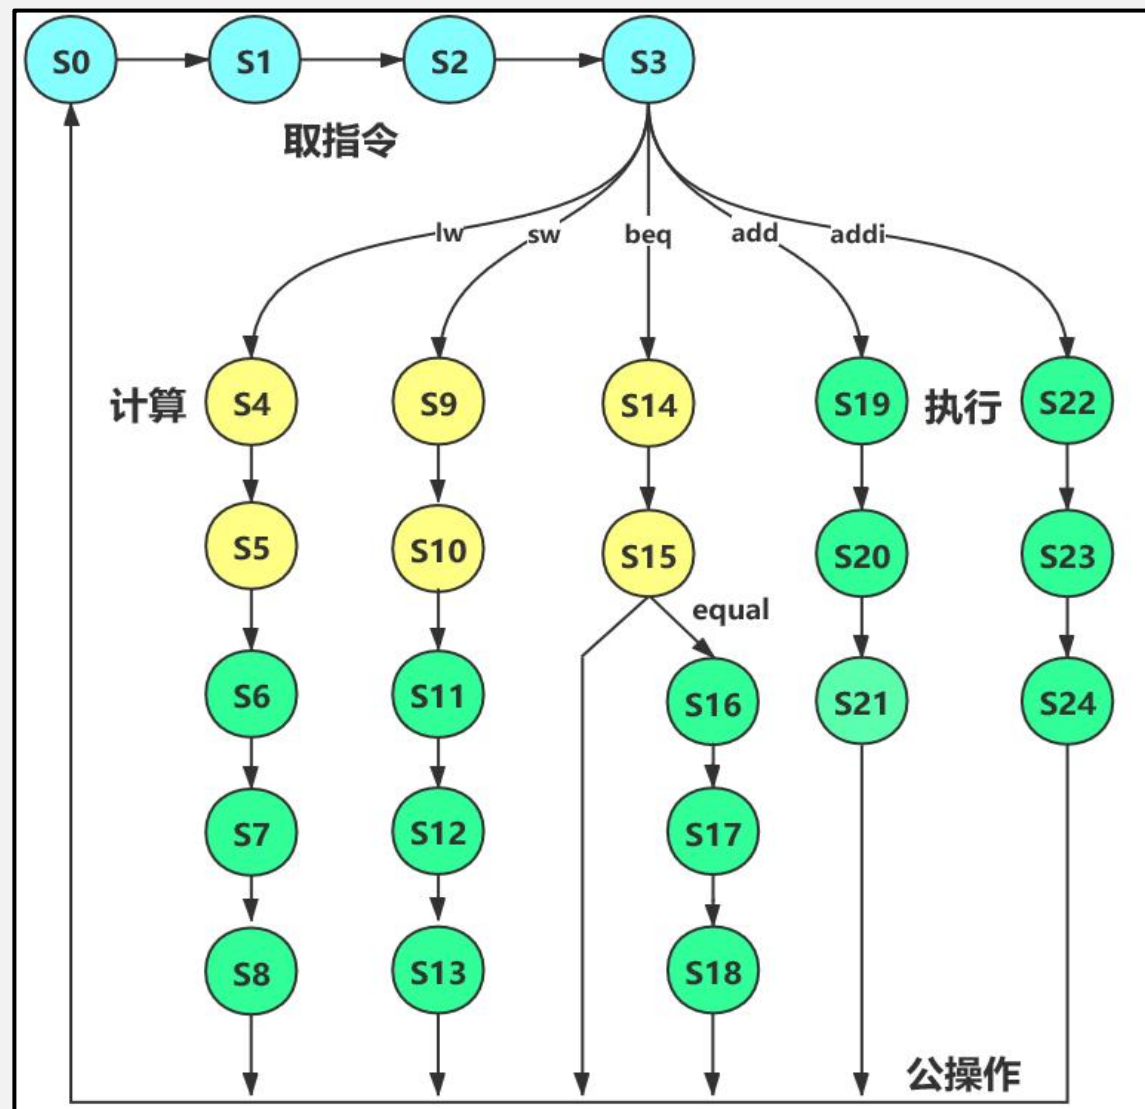 S0 S1 S2 S3
取指令
lw sw beq add addi
计算 S4 S9 S14 S19 执行 S22
S5 S10 S15 S20 S23
equal
S6 S11 S16 S21 S24
S7 S12 S17
S8 S13 S18
公操作